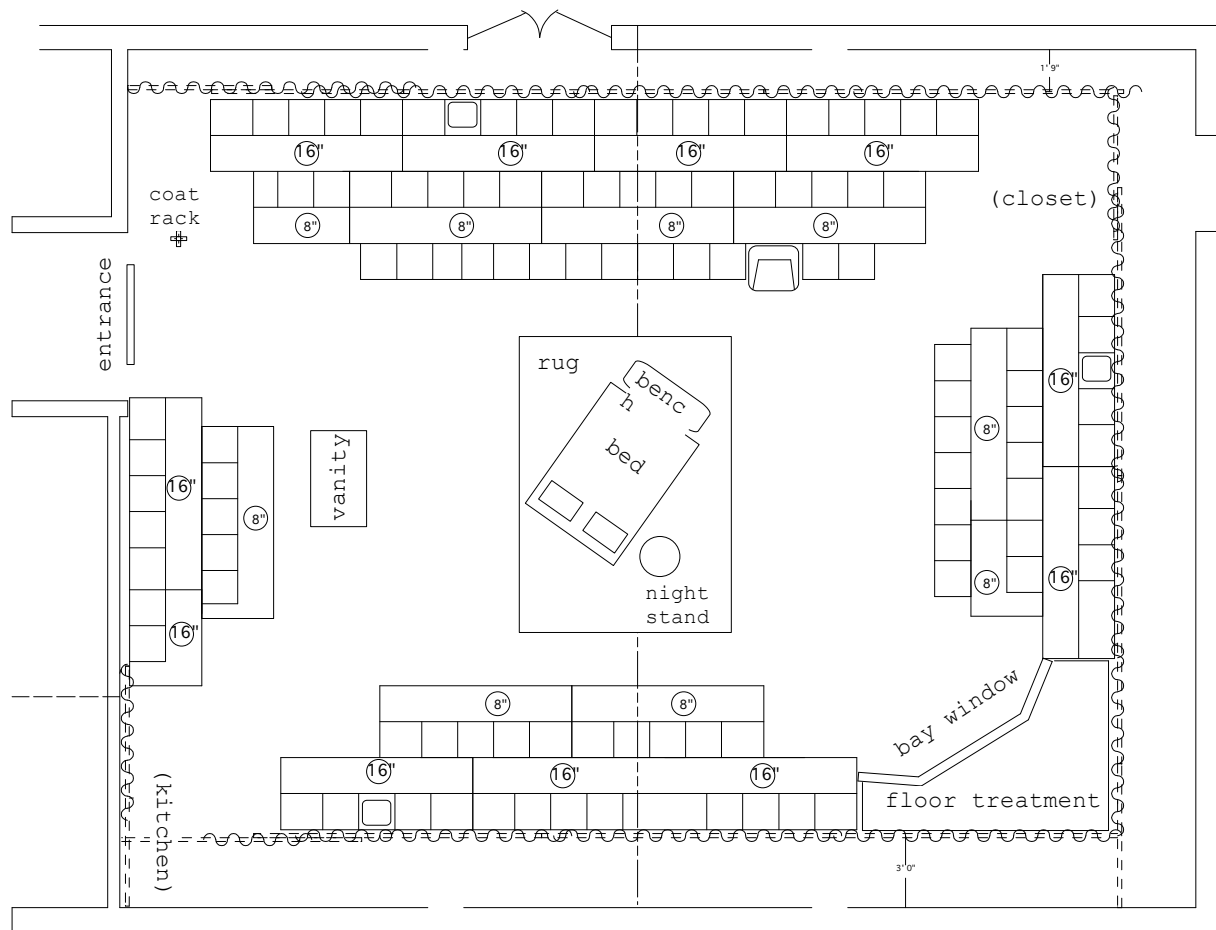 1' 9"
16"
16"
16"
16"
coat
rack
(closet)
8"
8"
8"
8"
entrance
rug
benc
h
bed
vanity
16"
8"
16"
16"
8"
8"
16"
night
stand
16"
8"
8"
bay window
16"
16"
16"
floor treatment
(kitchen)
3' 0"